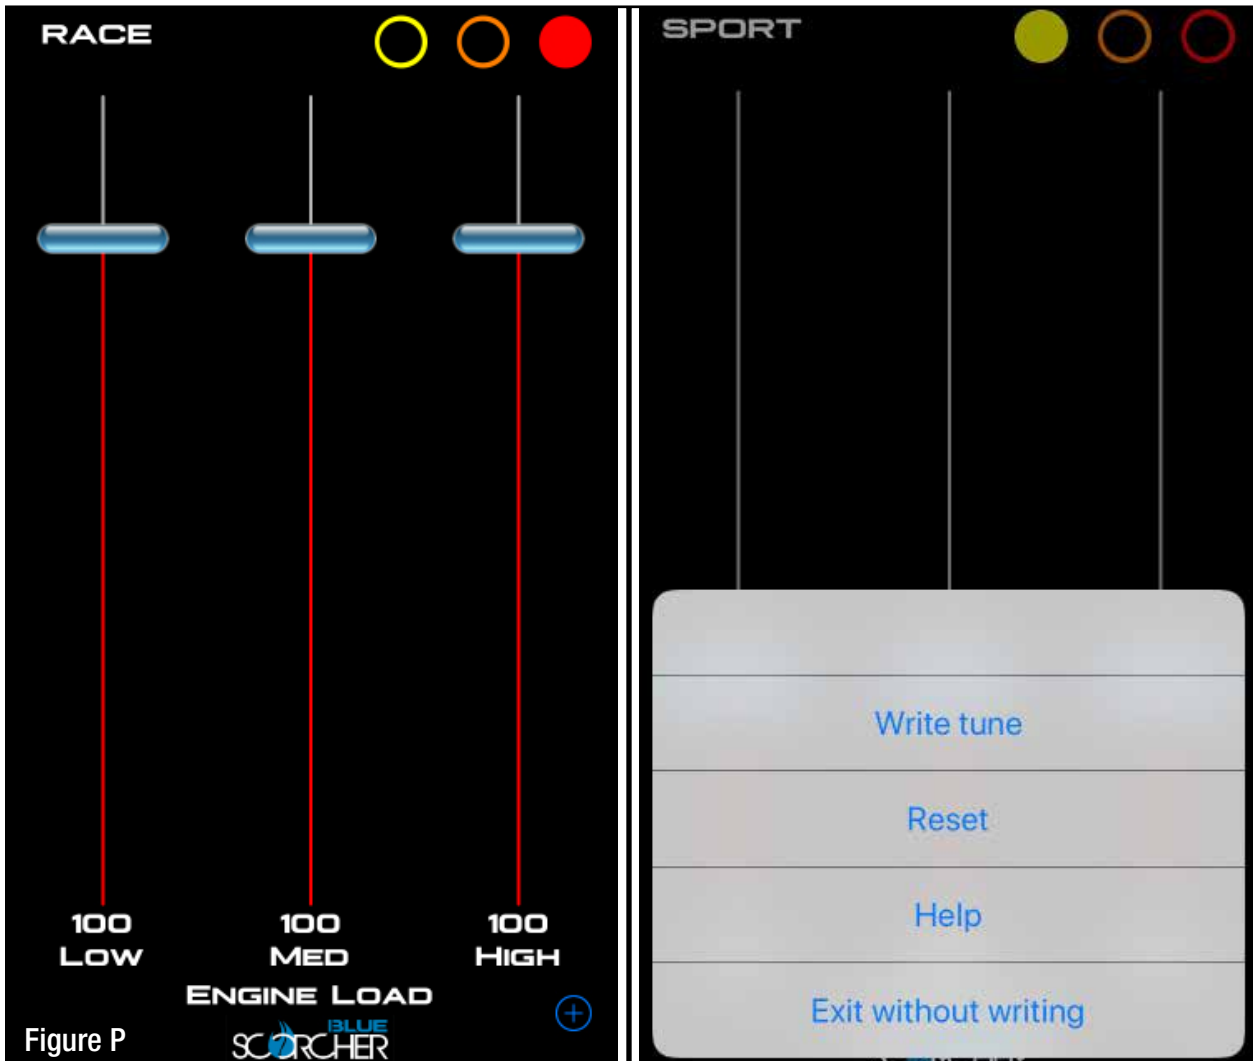 RACE
100 100 100
LOW MED HIGH
ENGINE LOAD
BLUE
SCORCHER
Figure P
SPORT
Write tune
Reset
Help
Exit without writing